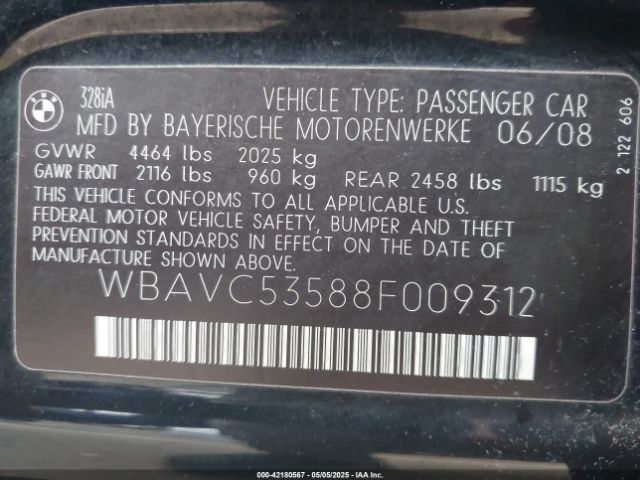 BMW
328iA
VEHICLE TYPE: PASSENGER CAR
MFD BY BAYERISCHE MOTORENWERKE 06/08
GVWR 4464 lbs 2025 kg
GAWR FRONT 2116 lbs 960 kg REAR 2458 lbs 1115 kg
THIS VEHICLE CONFORMS TO ALL APPLICABLE U.S.
FEDERAL MOTOR VEHICLE SAFETY, BUMPER AND THEFT
PREVENTION STANDARDS IN EFFECT ON THE DATE OF
MANUFACTURE SHOWN ABOVE.
WBAVC53588F009312
2 122 606
000-42180567 - 05/05/2025 - IAA Inc.